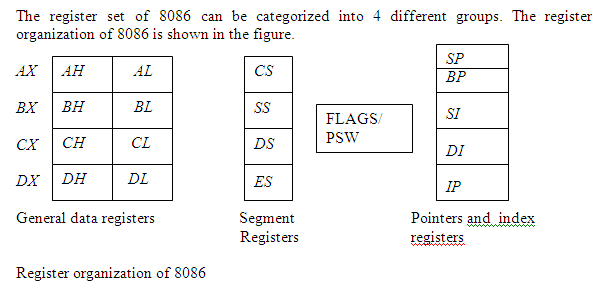 The register set of 8086 can be categorized into 4 different groups. The register
organization of 8086 is shown in the figure.
AX AH AL
BX BH BL
CX CH CL
DX DH DL
General data registers
CS
SS
DS
ES
Segment
Registers
FLAGS/
PSW
SP
BP
SI
DI
IP
Pointers and index
registers
Register organization of 8086